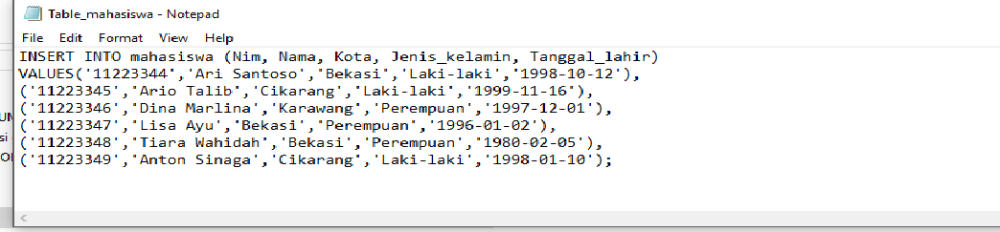 Table_mahasiswa - Notepad
File Edit Format View Help
INSERT INTO mahasiswa (Nim, Nama, Kota, Jenis_kelamin, Tanggal_lahir)
VALUES('11223344','Ari Santoso','Bekasi','Laki-laki','1998-10-12'),
('11223345','Ario Talib','Cikarang','Laki-laki','1999-11-16'),
('11223346','Dina Marlina','Karawang','Perempuan','1997-12-01'),
('11223347','Lisa Ayu','Bekasi','Perempuan','1996-01-02'),
('11223348','Tiara Wahidah','Bekasi','Perempuan','1980-02-05'),
('11223349','Anton Sinaga','Cikarang','Laki-laki','1998-01-10');